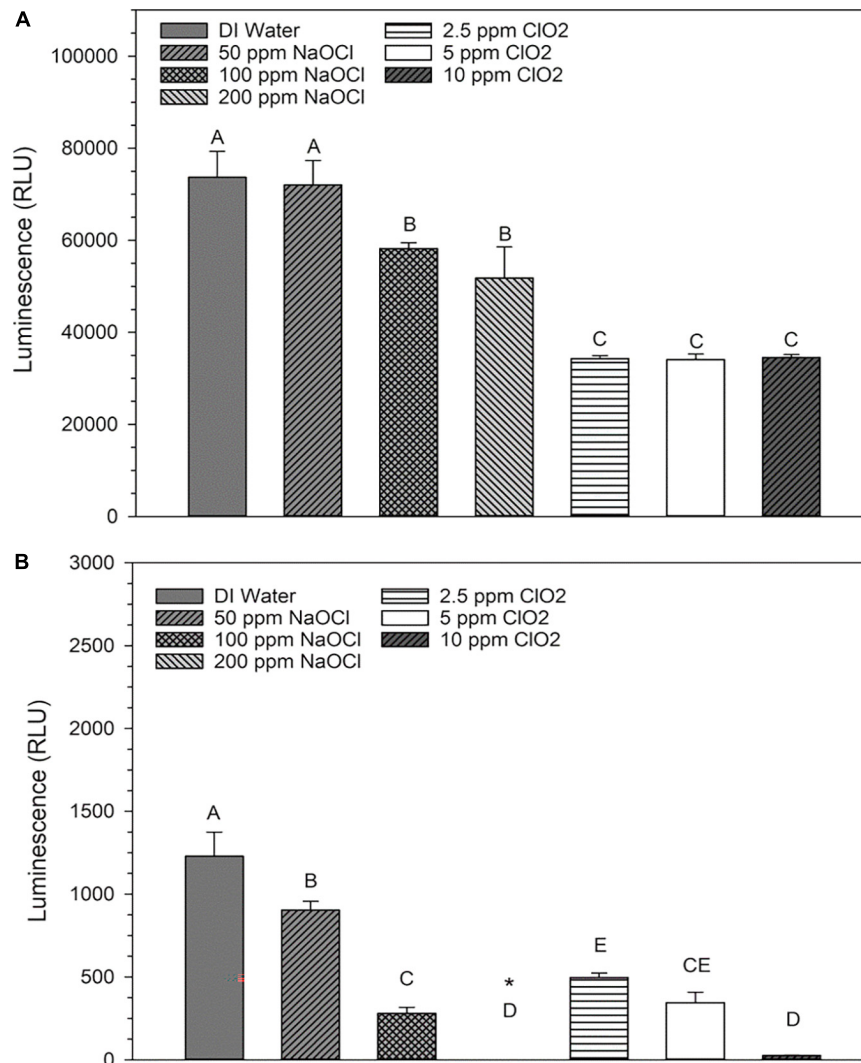 A
DI Water
50 ppm NaOCl
100 ppm NaOCl
200 ppm NaOCl
2.5 ppm ClO2
5 ppm ClO2
10 ppm ClO2
Luminescence (RLU)
100000
80000
60000
40000
20000
0
A
A
B
B
C
C
C
B
DI Water
50 ppm NaOCl
100 ppm NaOCl
200 ppm NaOCl
2.5 ppm ClO2
5 ppm ClO2
10 ppm ClO2
Luminescence (RLU)
3000
2500
2000
1500
1000
500
0
A
B
C
*
D
E
CE
D